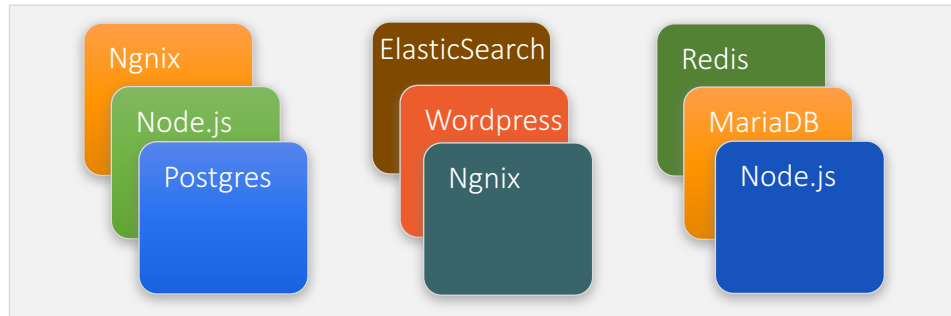 Ngnix
Node.js
Postgres
ElasticSearch
Wordpress
Ngnix
Redis
MariaDB
Node.js